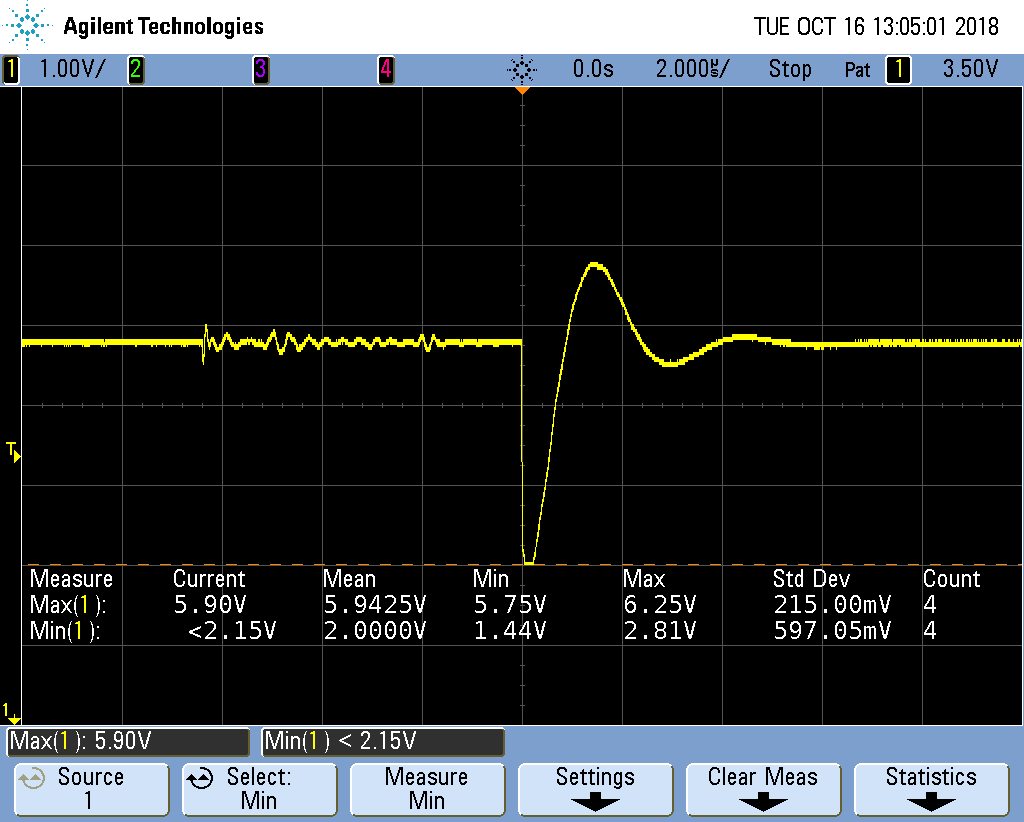 Agilent Technologies TUE OCT 16 13:05:01 2018
1 1.00V/ 2 3 4 0.0s 2.000㎲/ Stop Pat 1 3.50V
T
Measure Current Mean Min Max Std Dev Count
Max(1): 5.90V 5.9425V 5.75V 6.25V 215.00mV 4
Min(1): <2.15V 2.0000V 1.44V 2.81V 597.05mV 4
1
Max(1): 5.90V Min(1) < 2.15V
Source Select: Measure Settings Clear Meas Statistics
1 Min Min